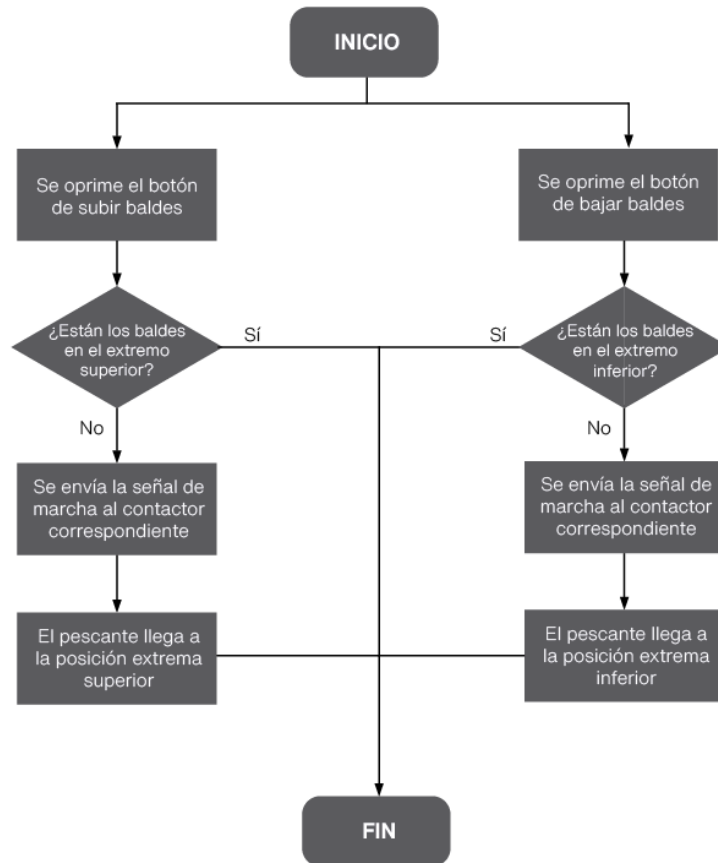 INICIO
Se oprime el botón
de subir baldes
Se oprime el botón
de bajar baldes
¿Están los baldes
en el extremo
superior?
Sí
Sí
¿Están los baldes
en el extremo
inferior?
No
No
Se envía la señal de
marcha al contactor
correspondiente
Se envía la señal de
marcha al contactor
correspondiente
El pescante llega a
la posición extrema
superior
El pescante llega a
la posición extrema
inferior
FIN